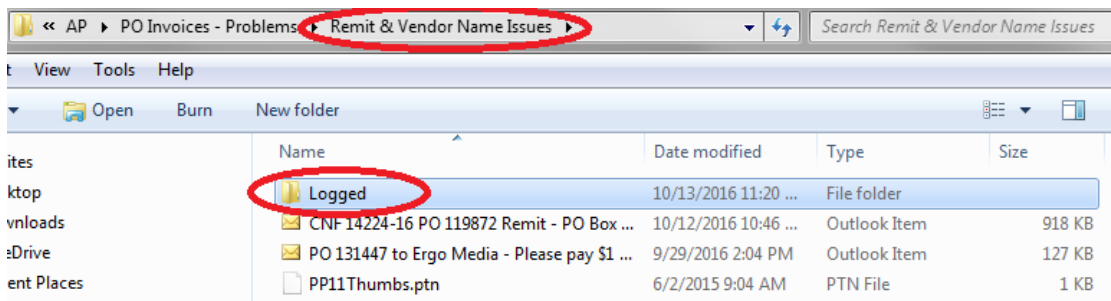 « AP ▸ PO Invoices - Problems ▸ Remit & Vendor Name Issues ▸ Search Remit & Vendor Name Issues
t View Tools Help
Open Burn New folder
Name Date modified Type Size
ites
ktop Logged 10/13/2016 11:20 ... File folder
wnloads CNF 14224-16 PO 119872 Remit - PO Box ... 10/12/2016 10:46 ... Outlook Item 918 KB
eDrive PO 131447 to Ergo Media - Please pay $1 ... 9/29/2016 2:04 PM Outlook Item 127 KB
ent Places PP11Thumbs.ptn 6/2/2015 9:04 AM PTN File 1 KB